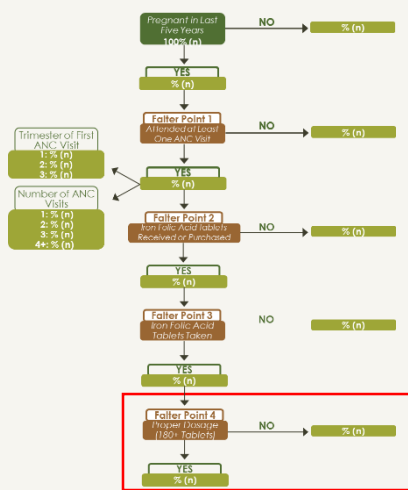 Pregnant in Last
Five Years
100% (n)
NO
% (n)
YES
% (n)
Falter Point 1
Attended at Least
One ANC Visit
NO
% (n)
Trimester of First
ANC Visit
1: % (n)
2: % (n)
3: % (n)
YES
% (n)
Number of ANC
Visits
1: % (n)
2: % (n)
3: % (n)
4+: % (n)
Falter Point 2
Iron Folic Acid Tablets
Received or Purchased
NO
% (n)
YES
% (n)
Falter Point 3
Iron Folic Acid
Tablets Taken
NO
% (n)
YES
% (n)
Falter Point 4
Proper Dosage
(180+ Tablets)
NO
% (n)
YES
% (n)